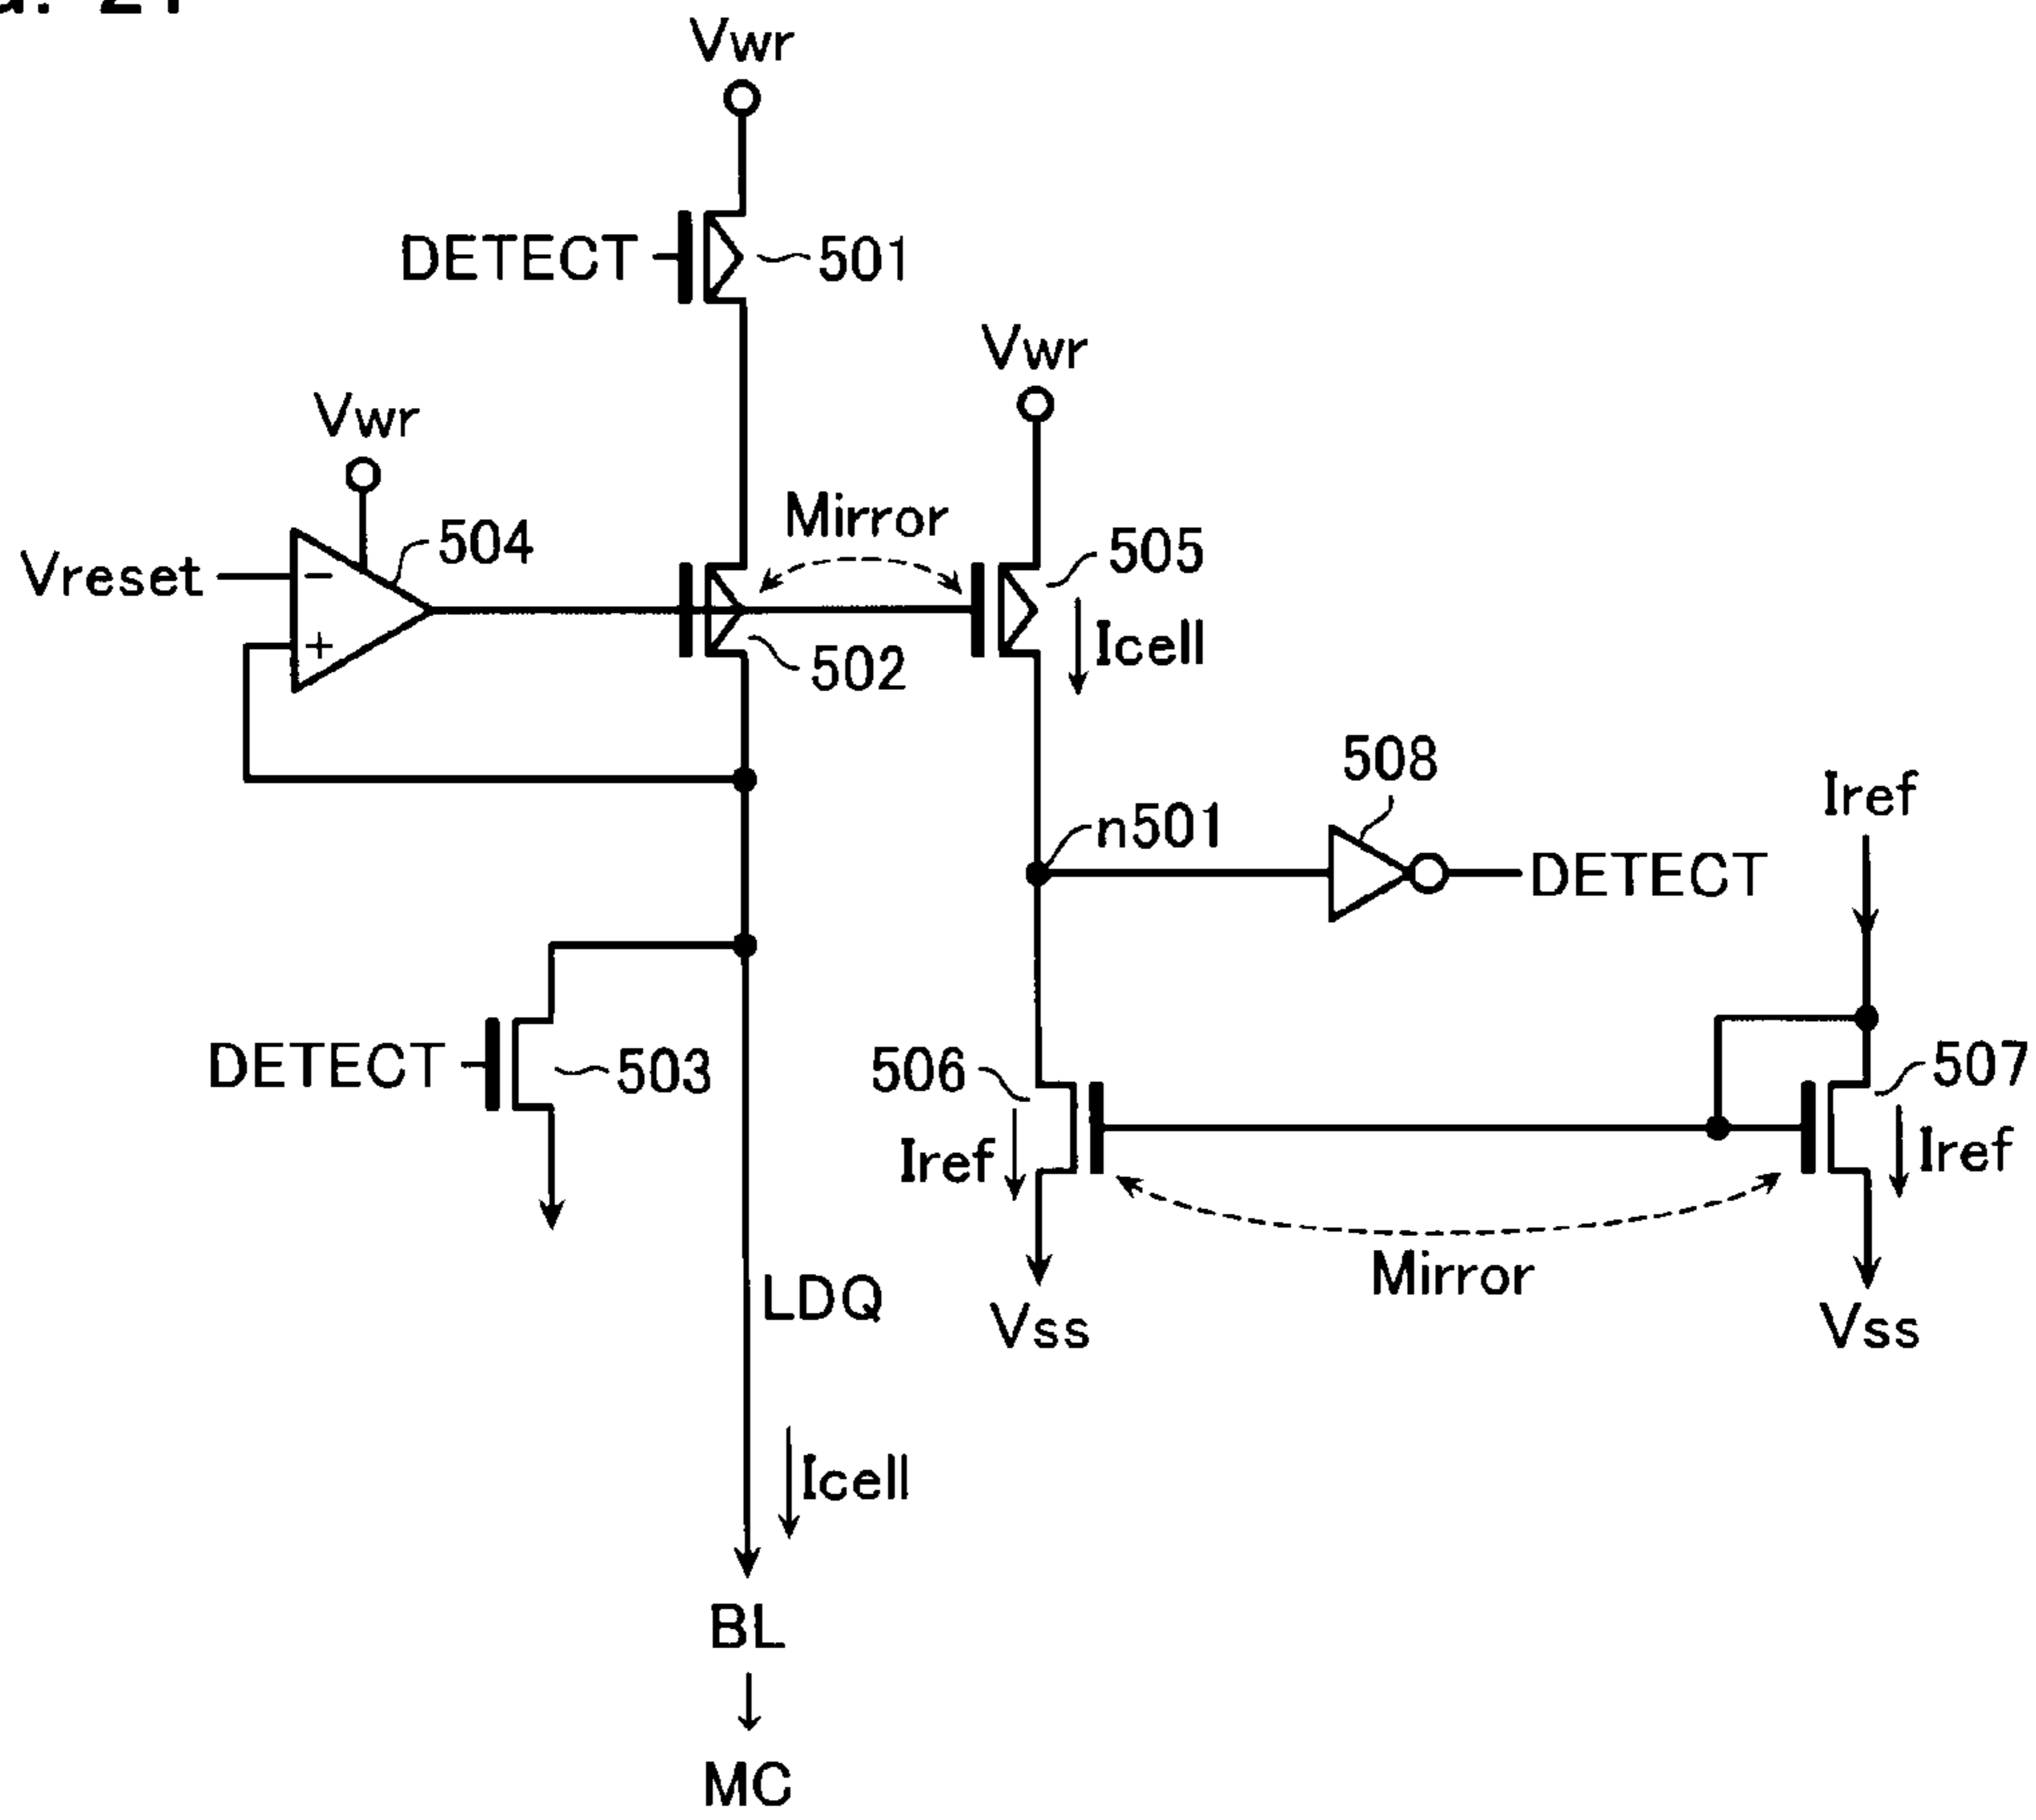 Vwr
DETECT
501
Vwr
Vwr
Mirror
505
504
Vreset
−
+
502
Icell
508
Iref
n501
DETECT
DETECT
503
506
507
Iref
Iref
Mirror
LDQ
Vss
Vss
Icell
BL
MC